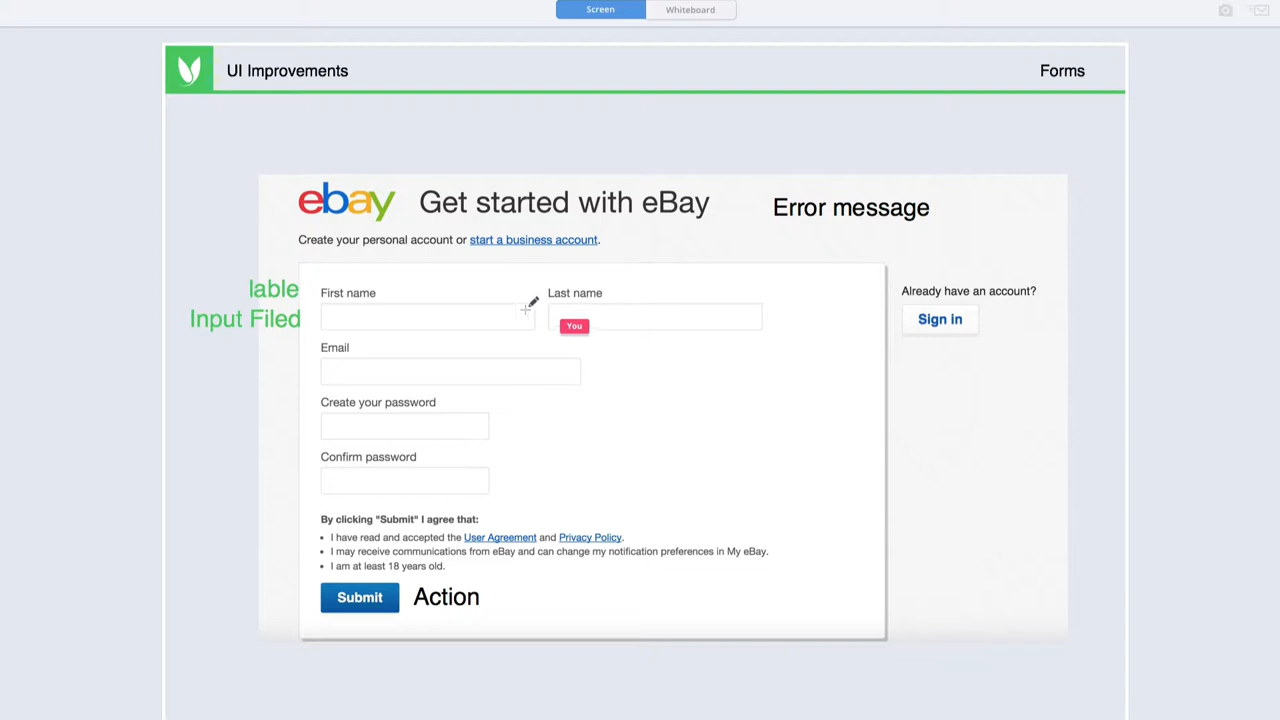 Screen Whiteboard
UI Improvements Forms
ebay Get started with eBay Error message
Create your personal account or start a business account.
lable First name Last name Already have an account?
Input Filed You Sign in
Email
Create your password
Confirm password
By clicking "Submit" I agree that:
• I have read and accepted the User Agreement and Privacy Policy.
• I may receive communications from eBay and can change my notification preferences in My eBay.
• I am at least 18 years old.
Submit Action